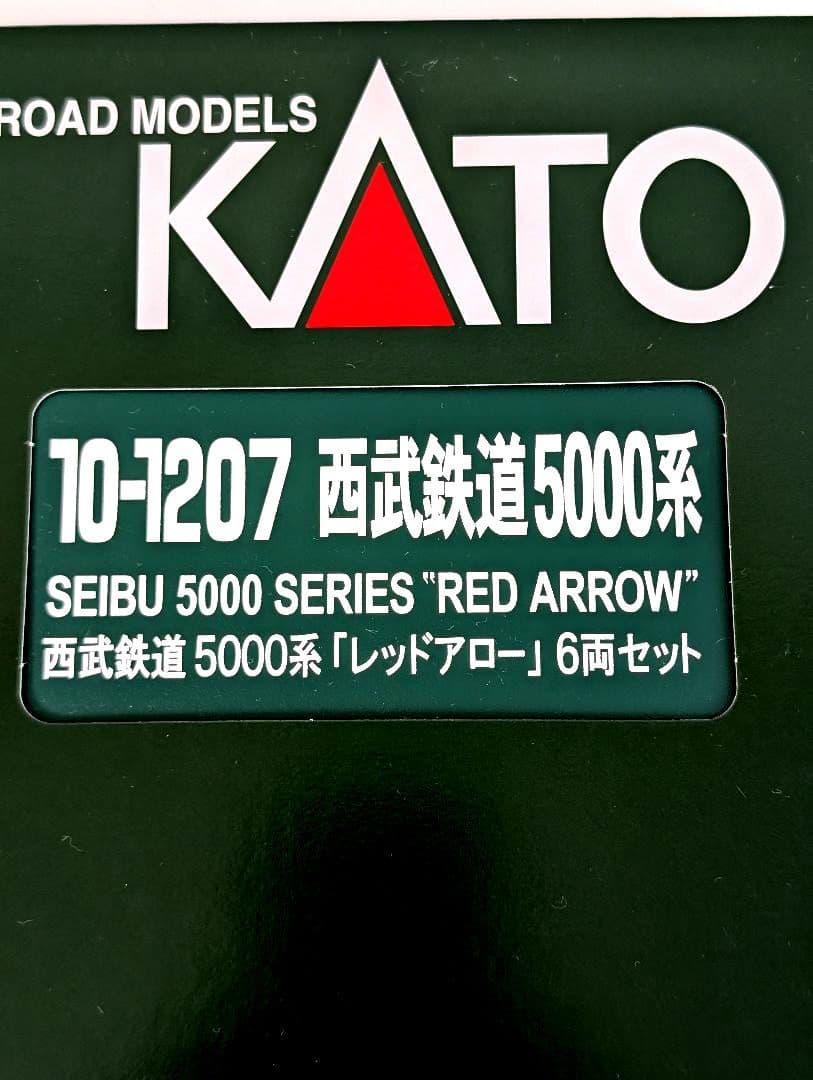 ROAD MODELS
KATO
10-1207 西武鉄道5000系
SEIBU 5000 SERIES “RED ARROW”
西武鉄道5000系「レッドアロー」6両セット